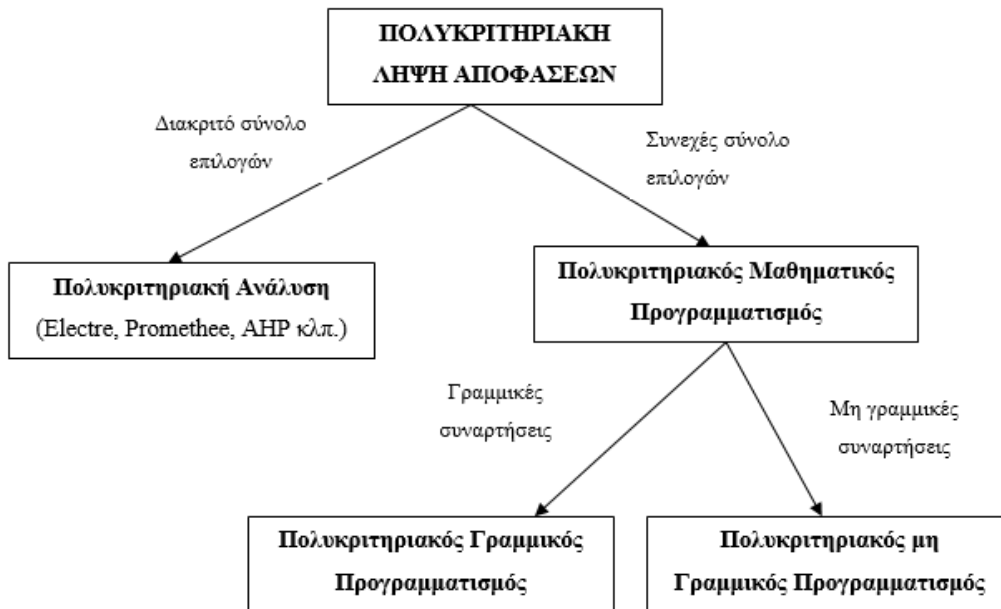 ΠΟΛΥΚΡΙΤΗΡΙΑΚΗ
ΛΗΨΗ ΑΠΟΦΑΣΕΩΝ
Διακριτό σύνολο
επιλογών
Συνεχές σύνολο
επιλογών
Πολυκριτηριακή Ανάλυση
(Electre, Promethee, AHP κλπ.)
Πολυκριτηριακός Μαθηματικός
Προγραμματισμός
Γραμμικές
συναρτήσεις
Μη γραμμικές
συναρτήσεις
Πολυκριτηριακός Γραμμικός
Προγραμματισμός
Πολυκριτηριακός μη
Γραμμικός Προγραμματισμός